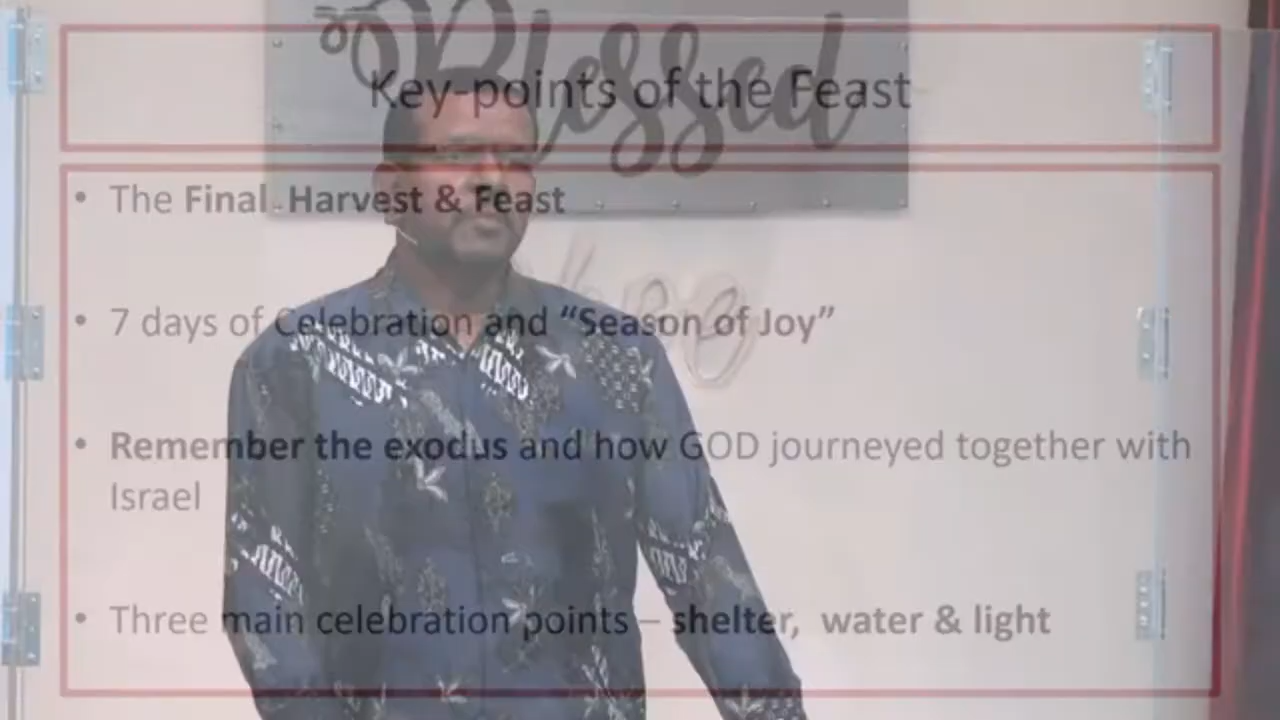 Blessed
Key-points of the Feast
• The Final Harvest & Feast
• 7 days of Celebration and “Season of Joy”
• Remember the exodus and how GOD journeyed together with
Israel
• Three main celebration points – shelter, water & light